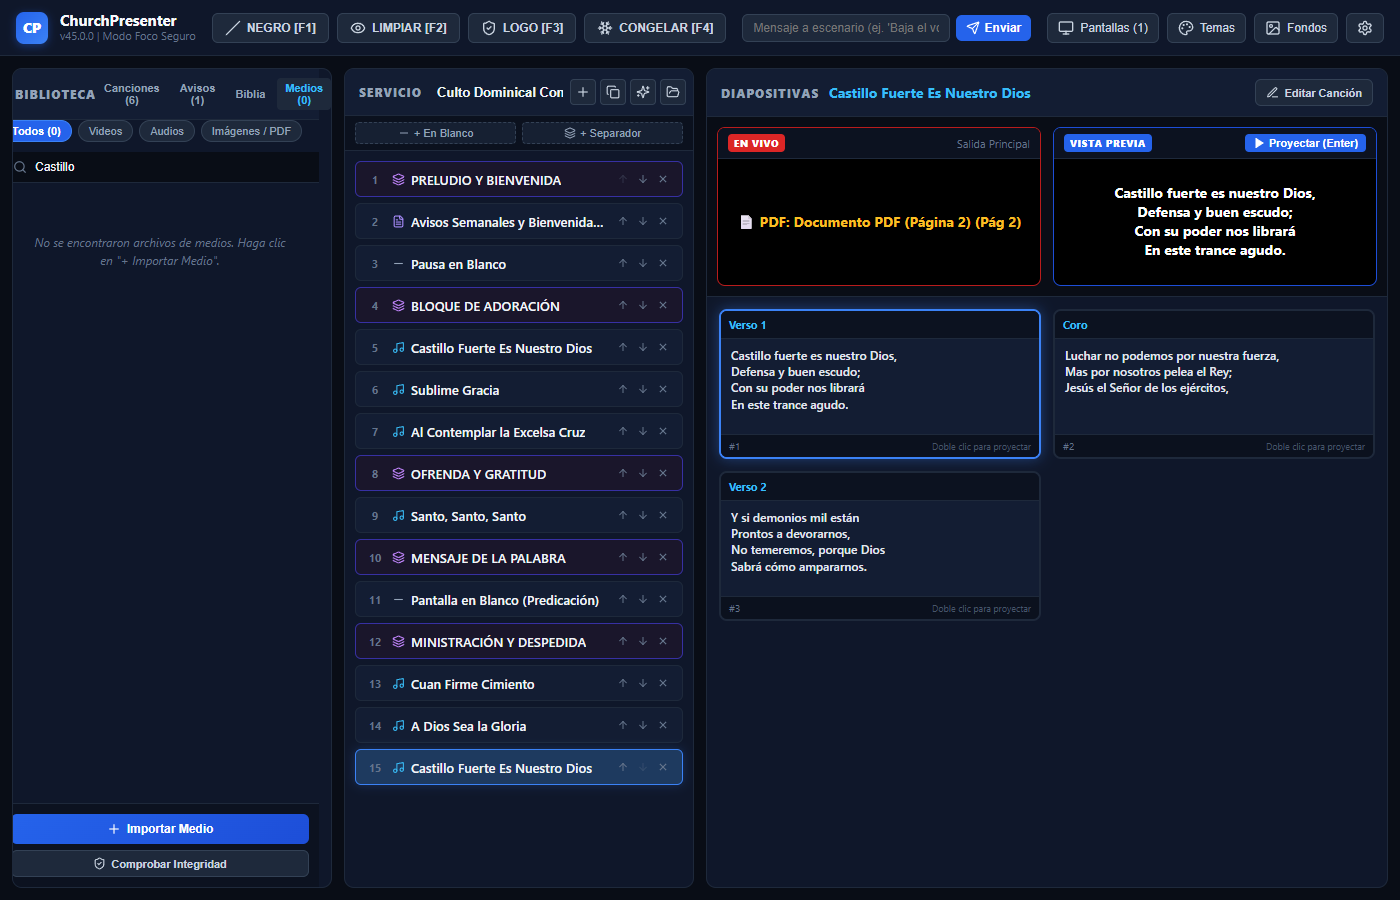 CP
ChurchPresenter
v45.0.0 | Modo Foco Seguro
NEGRO [F1]
LIMPIAR [F2]
LOGO [F3]
CONGELAR [F4]
Mensaje a escenario (ej. 'Baja el vo
Enviar
Pantallas (1)
Temas
Fondos
BIBLIOTECA
Canciones (6)
Avisos (1)
Biblia
Medios (0)
Todos (0)
Videos
Audios
Imágenes / PDF
Castillo
No se encontraron archivos de medios. Haga clic
en "+ Importar Medio".
Importar Medio
Comprobar Integridad
SERVICIO
Culto Dominical Con
+ En Blanco
+ Separador
1 PRELUDIO Y BIENVENIDA
2 Avisos Semanales y Bienvenida...
3 Pausa en Blanco
4 BLOQUE DE ADORACIÓN
5 Castillo Fuerte Es Nuestro Dios
6 Sublime Gracia
7 Al Contemplar la Excelsa Cruz
8 OFRENDA Y GRATITUD
9 Santo, Santo, Santo
10 MENSAJE DE LA PALABRA
11 Pantalla en Blanco (Predicación)
12 MINISTRACIÓN Y DESPEDIDA
13 Cuan Firme Cimiento
14 A Dios Sea la Gloria
15 Castillo Fuerte Es Nuestro Dios
DIAPOSITIVAS
Castillo Fuerte Es Nuestro Dios
Editar Canción
EN VIVO
Salida Principal
PDF: Documento PDF (Página 2) (Pág 2)
VISTA PREVIA
Proyectar (Enter)
Castillo fuerte es nuestro Dios,
Defensa y buen escudo;
Con su poder nos librará
En este trance agudo.
Verso 1
Castillo fuerte es nuestro Dios,
Defensa y buen escudo;
Con su poder nos librará
En este trance agudo.
#1
Doble clic para proyectar
Coro
Luchar no podemos por nuestra fuerza,
Mas por nosotros pelea el Rey;
Jesús el Señor de los ejércitos,
#2
Doble clic para proyectar
Verso 2
Y si demonios mil están
Prontos a devorarnos,
No temeremos, porque Dios
Sabrá cómo ampararnos.
#3
Doble clic para proyectar